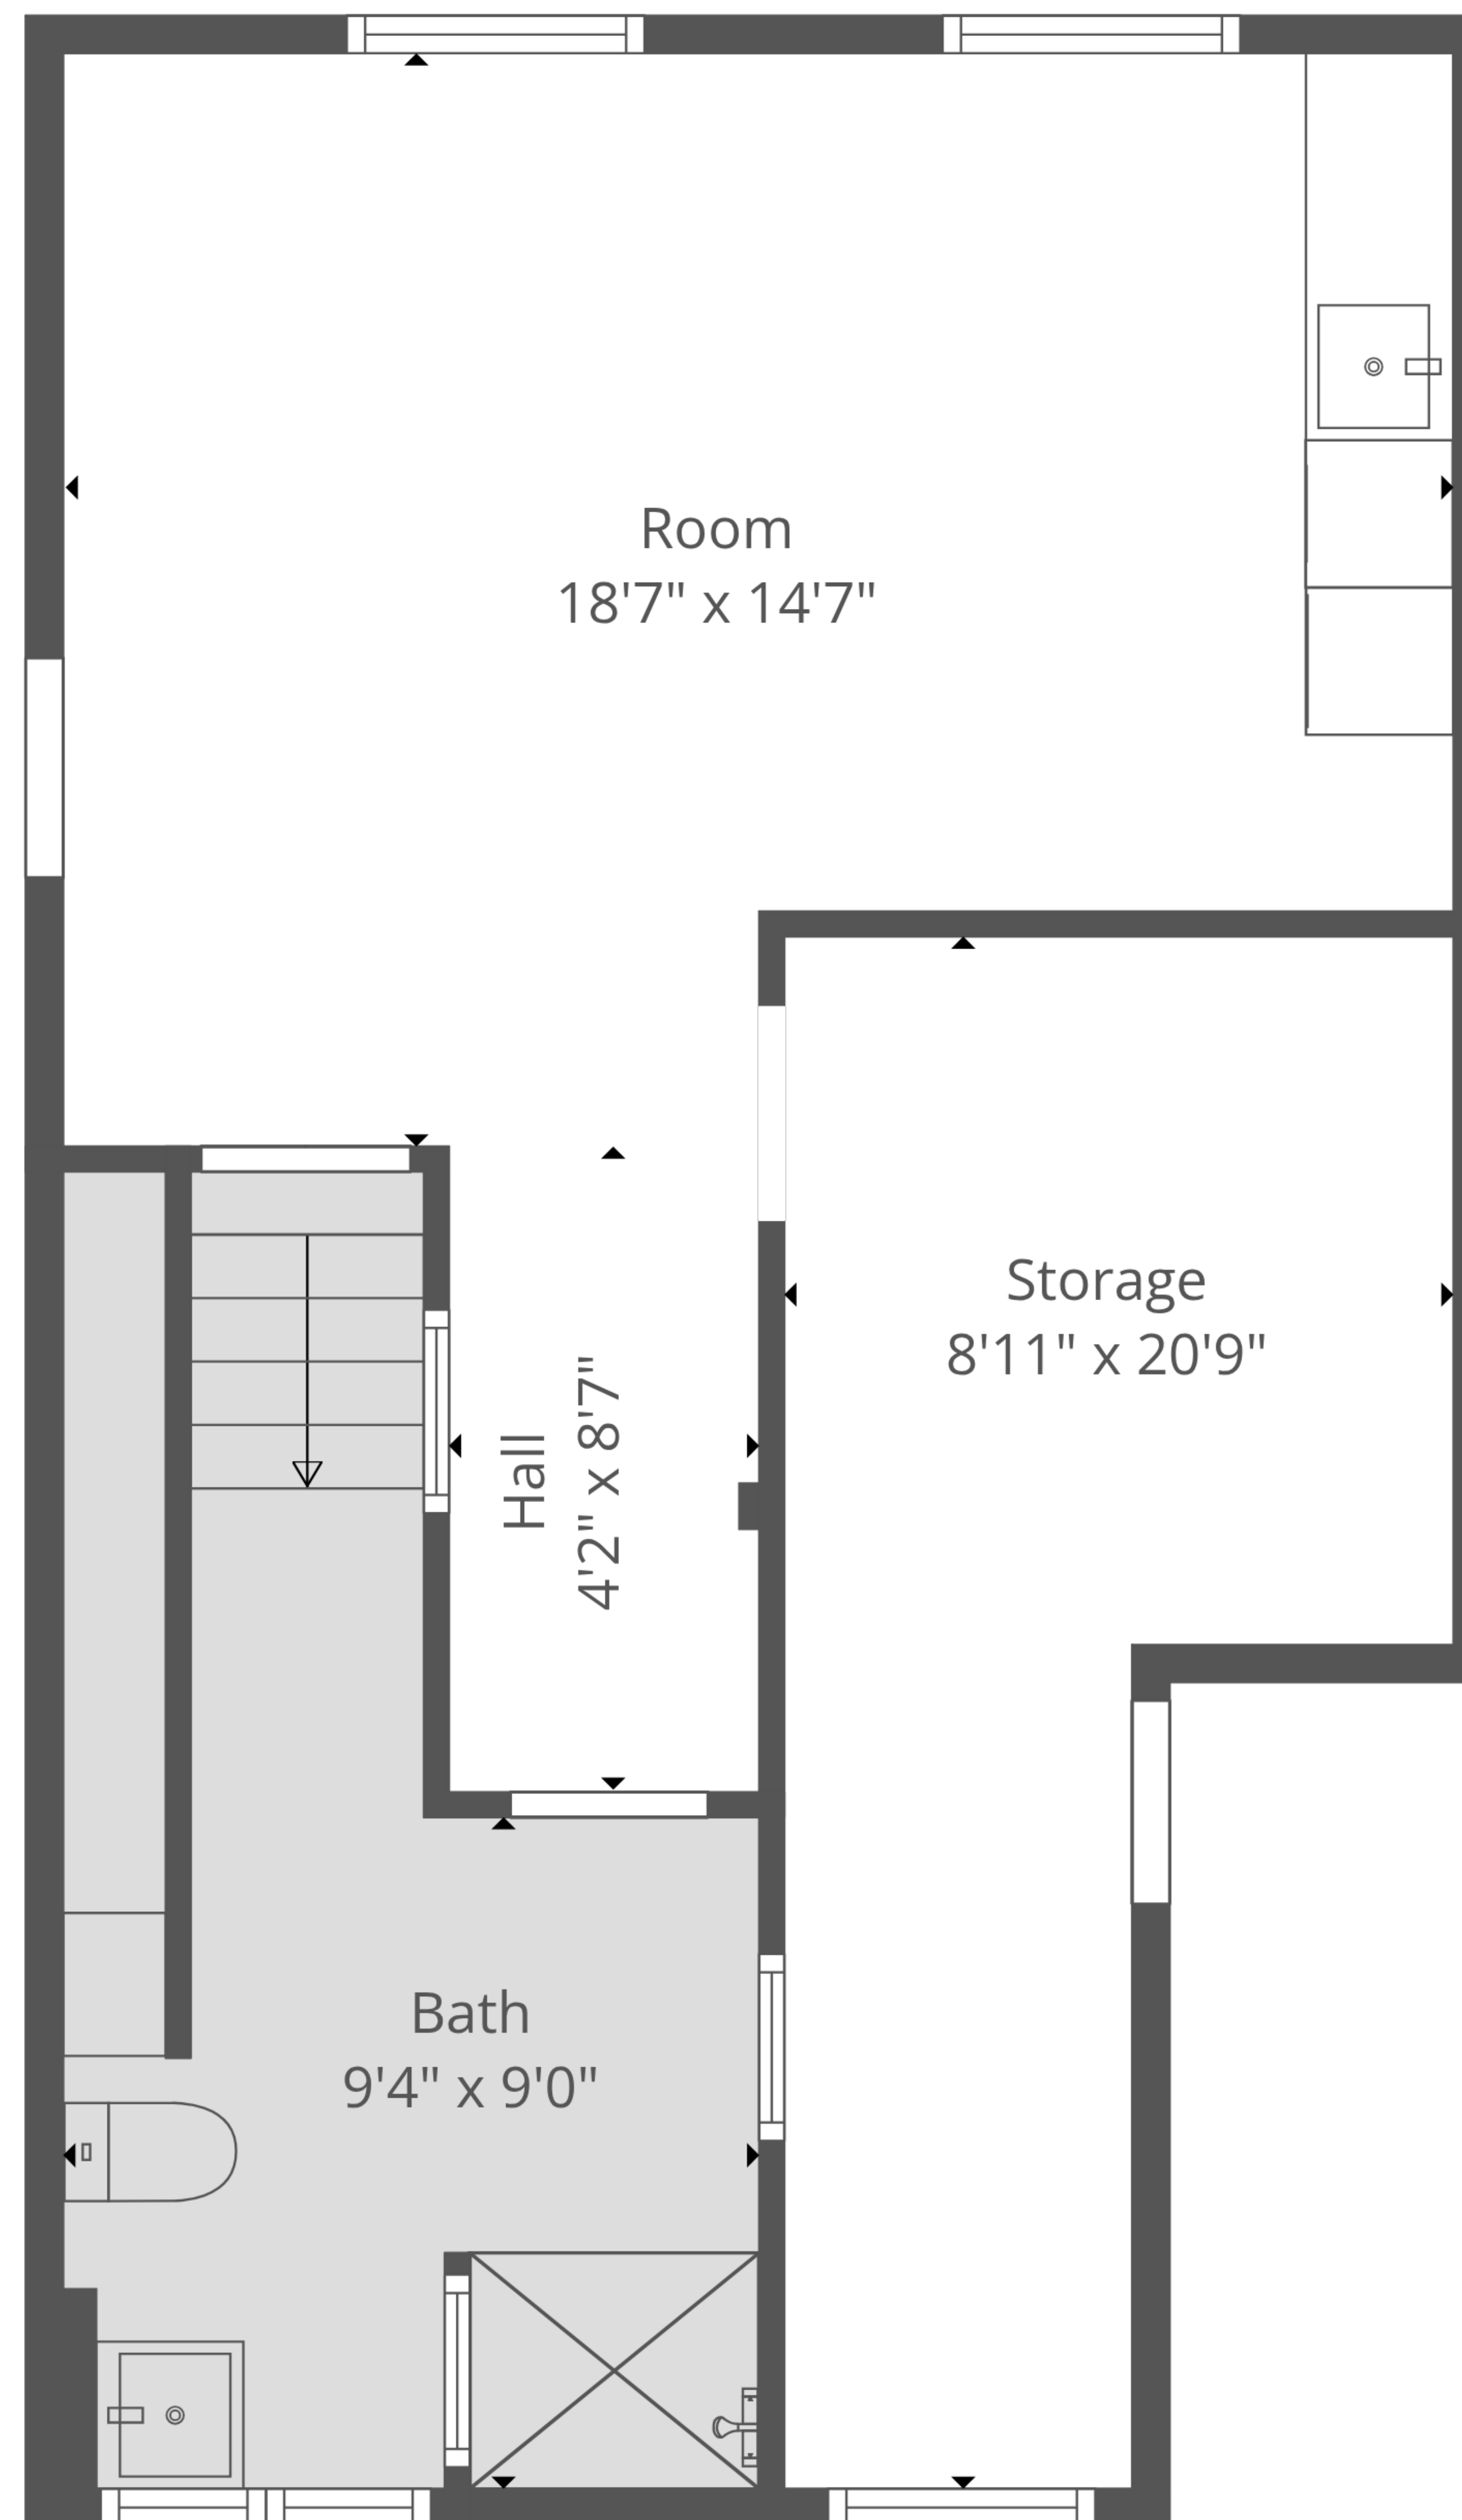 Room
18'7" x 14'7"
Storage
8'11" x 20'9"
Hall
4'2" x 8'7"
Bath
9'4" x 9'0"